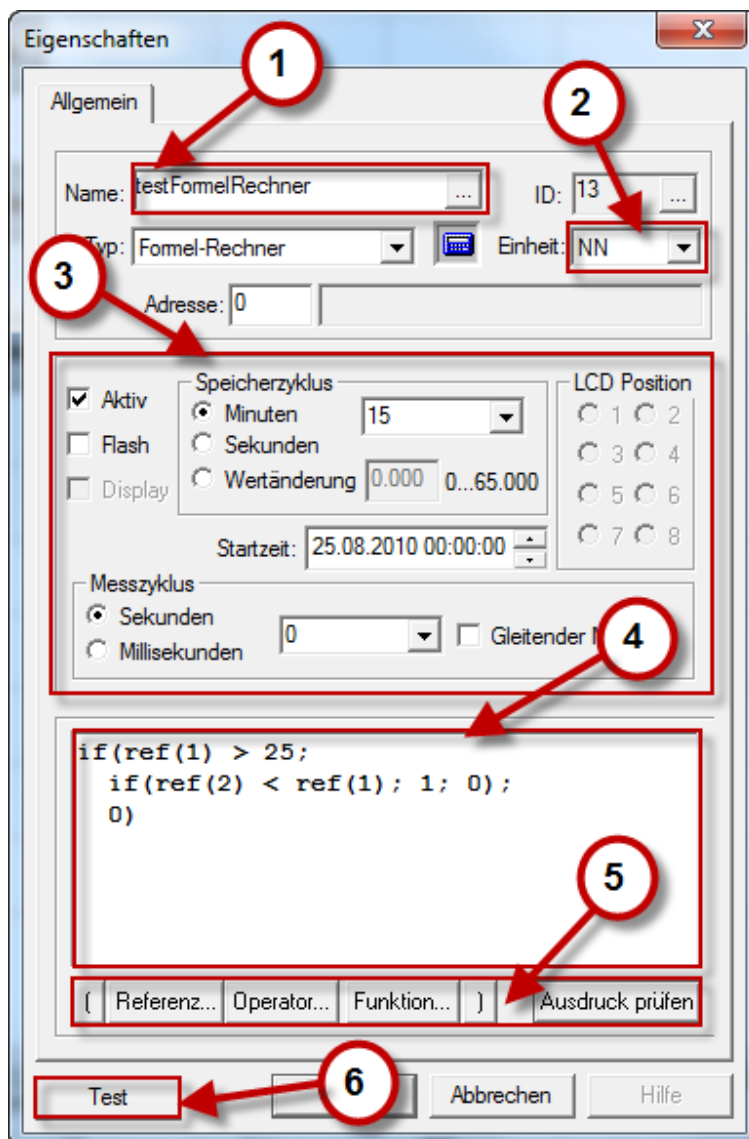 Eigenschaften
1
Allgemein
2
Name: testFormelRechner ... ID: 13 ...
Typ: Formel-Rechner Einheit: NN
3
Adresse: 0
Aktiv Speicherzyklus LCD Position
Minuten 15 1 2
Flash Sekunden 3 4
Display Wertänderung 0.000 0...65.000 5 6
Startzeit: 25.08.2010 00:00:00 7 8
Messzyklus
Sekunden
0 Gleitender
Millisekunden
4
if(ref(1) > 25;
if(ref(2) < ref(1); 1; 0);
0)
5
( Referenz... Operator... Funktion... ) Ausdruck prüfen
Test 6 Abbrechen Hilfe